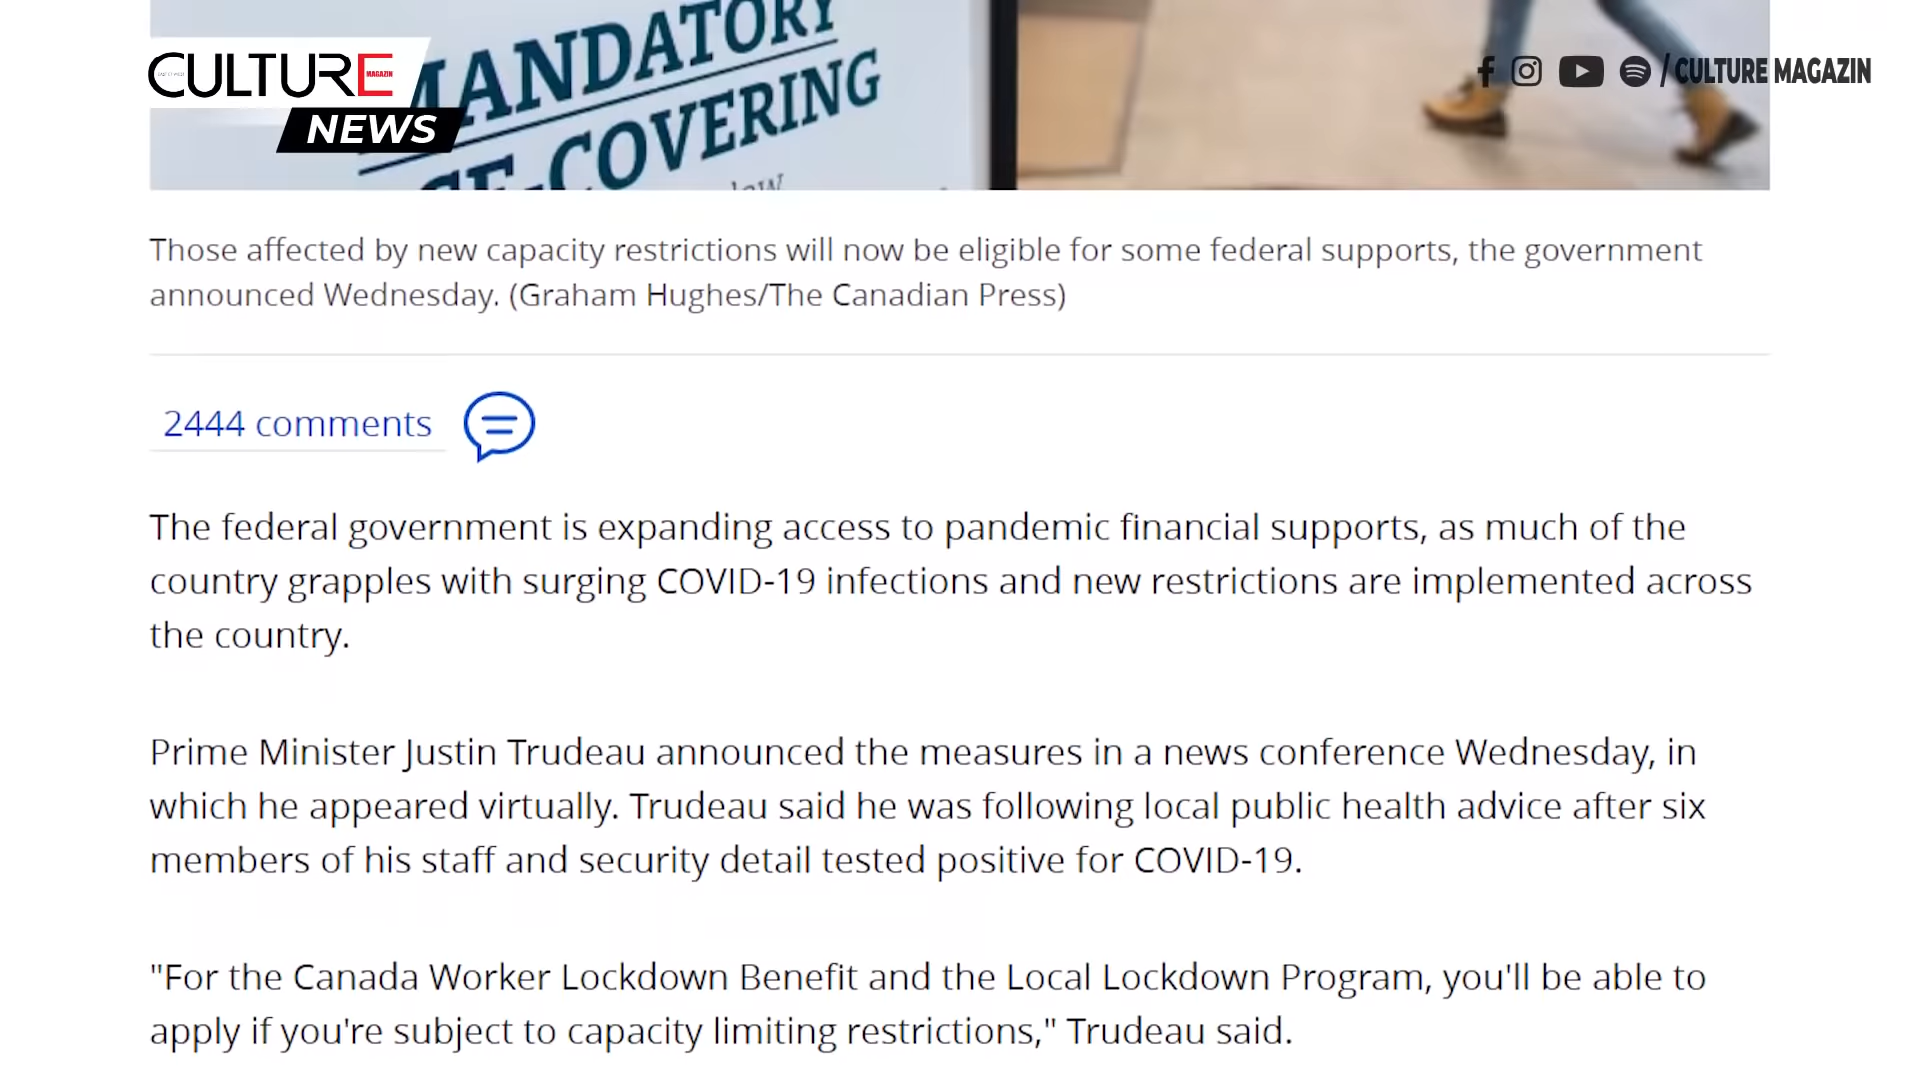 MANDATORY
CULTURE
MAGAZIN
CULTURE MAGAZIN
COVERING
NEWS
Those affected by new capacity restrictions will now be eligible for some federal supports, the government
announced Wednesday. (Graham Hughes/The Canadian Press)
2444 comments
The federal government is expanding access to pandemic financial supports, as much of the
country grapples with surging COVID-19 infections and new restrictions are implemented across
the country.
Prime Minister Justin Trudeau announced the measures in a news conference Wednesday, in
which he appeared virtually. Trudeau said he was following local public health advice after six
members of his staff and security detail tested positive for COVID-19.
"For the Canada Worker Lockdown Benefit and the Local Lockdown Program, you'll be able to
apply if you're subject to capacity limiting restrictions," Trudeau said.